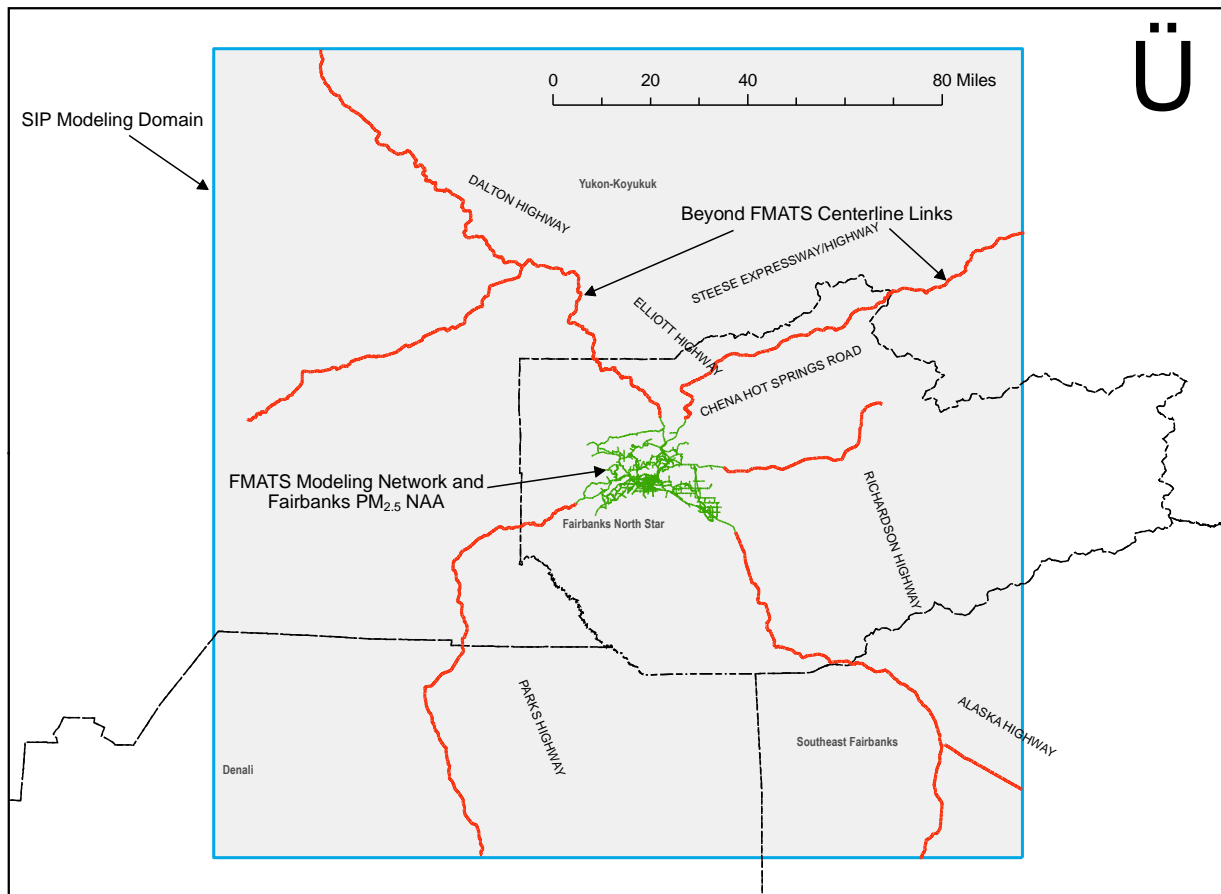 Ü
0 20 40 80 Miles
SIP Modeling Domain
DALTON HIGHWAY
Yukon-Koyukuk
Beyond FMATS Centerline Links
STEESE EXPRESSWAY/HIGHWAY
ELLIOTT HIGHWAY
CHENA HOT SPRINGS ROAD
FMATS Modeling Network and
Fairbanks PM2.5 NAA
Fairbanks North Star
RICHARDSON HIGHWAY
PARKS HIGHWAY
ALASKA HIGHWAY
Southeast Fairbanks
Denali